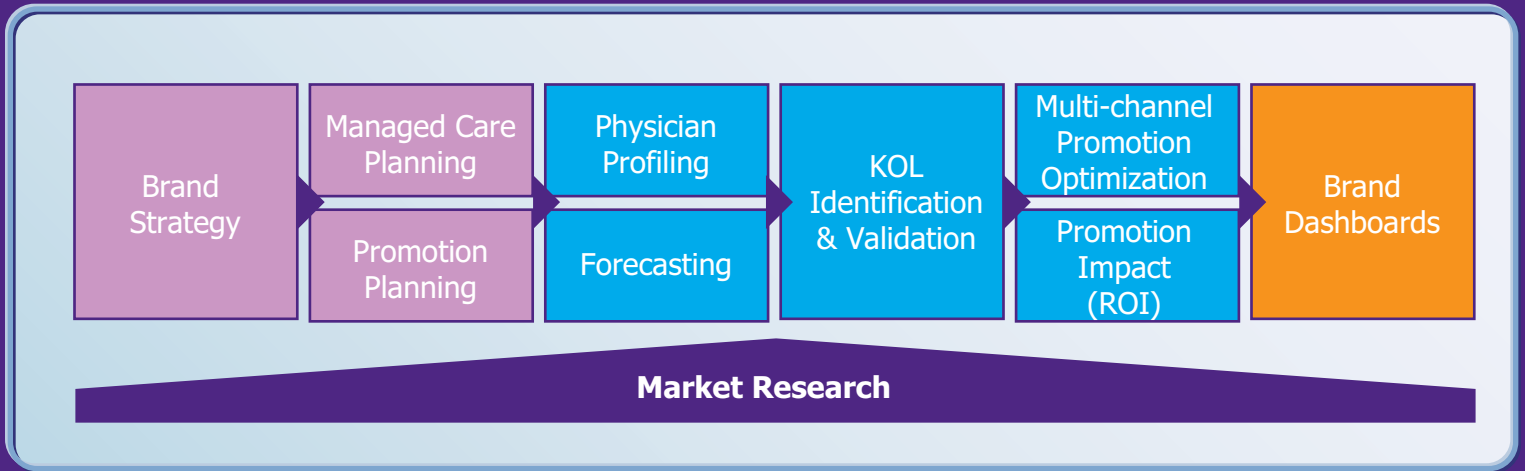 Brand
Strategy
Managed Care
Planning
Promotion
Planning
Physician
Profiling
Forecasting
KOL
Identification
& Validation
Multi-channel
Promotion
Optimization
Promotion
Impact
(ROI)
Brand
Dashboards
Market Research